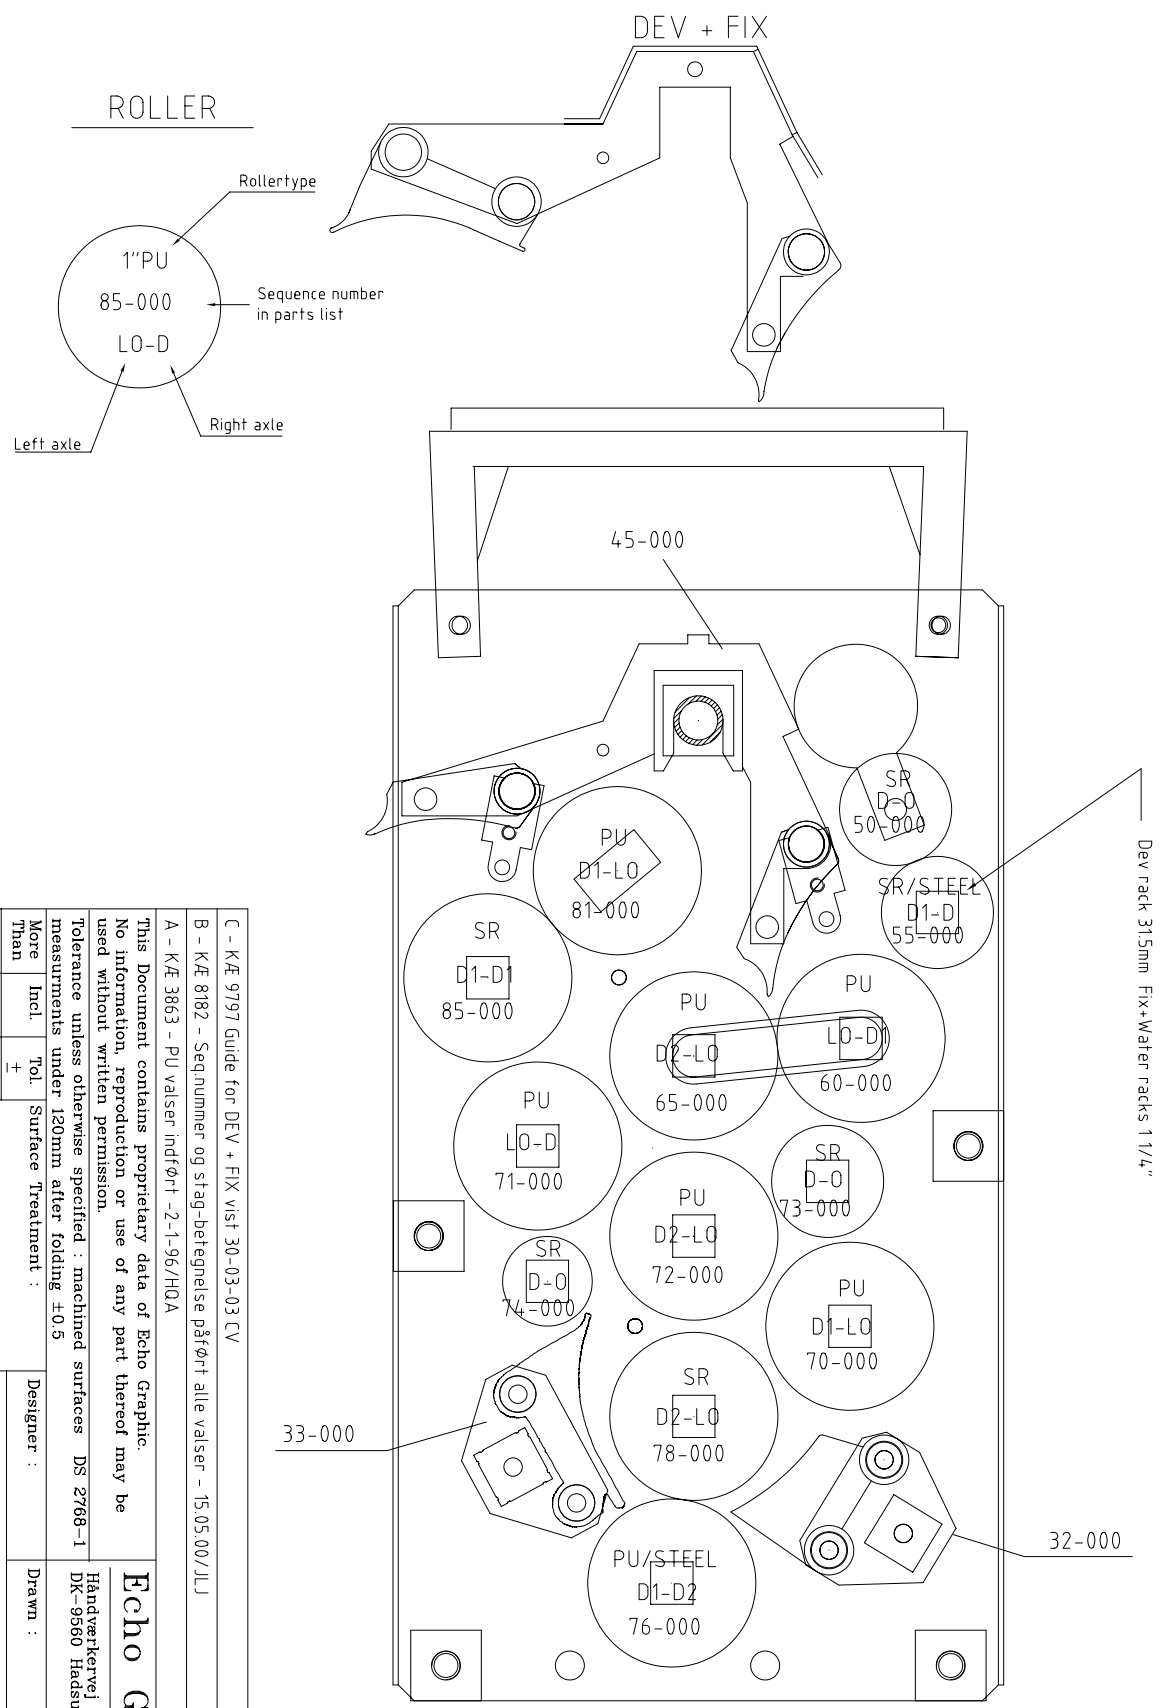 DEV + FIX
ROLLER
Rollertype
1"PU
85-000
LO-D
Sequence number
in parts list
Left axle
Right axle
45-000
SR
D-O
50-000
SR/STEEL
D1-D
55-000
Dev rack 31.5mm Fix+Water racks 1 1/4"
PU
D1-LO
81-000
SR
D1-D1
85-000
PU
D2-LO
65-000
PU
LO-D1
60-000
PU
LO-D
71-000
SR
D-O
73-000
PU
D2-LO
72-000
SR
D-O
74-000
PU
D1-LO
70-000
SR
D2-LO
78-000
33-000
32-000
PU/STEEL
D1-D2
76-000
C - KÆ 9797 Guide for DEV + FIX vist 30-03-03 CV
B - KÆ 8182 - Seq.nummer og stag-betegnelse påført alle valser - 15.05.00/JLJ
A - KÆ 3863 - PU valser indført -2-1-96/HQA
This Document contains proprietary data of Echo Graphic.
No information, reproduction or use of any part thereof may be
used without written permission.
Tolerance unless otherwise specified : machined surfaces DS 2768-1
measurments under 120mm after folding ±0.5
More
Than
Incl.
Tol.
±
Surface Treatment :
Designer :
Drawn :
Echo G
Håndværkervej
DK-9560 Hadsu